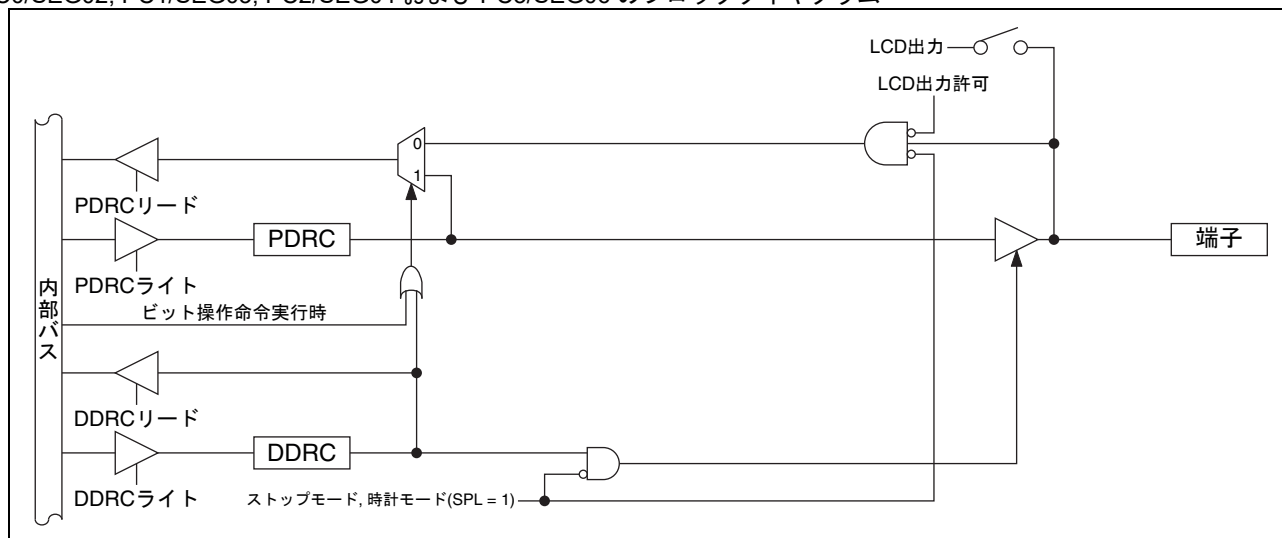 LCD出力
LCD出力許可
0
1
PDRCリード
PDRC
端子
PDRCライト
内部バス
ビット操作命令実行時
DDRCリード
DDRC
DDRCライト
ストップモード, 時計モード(SPL = 1)